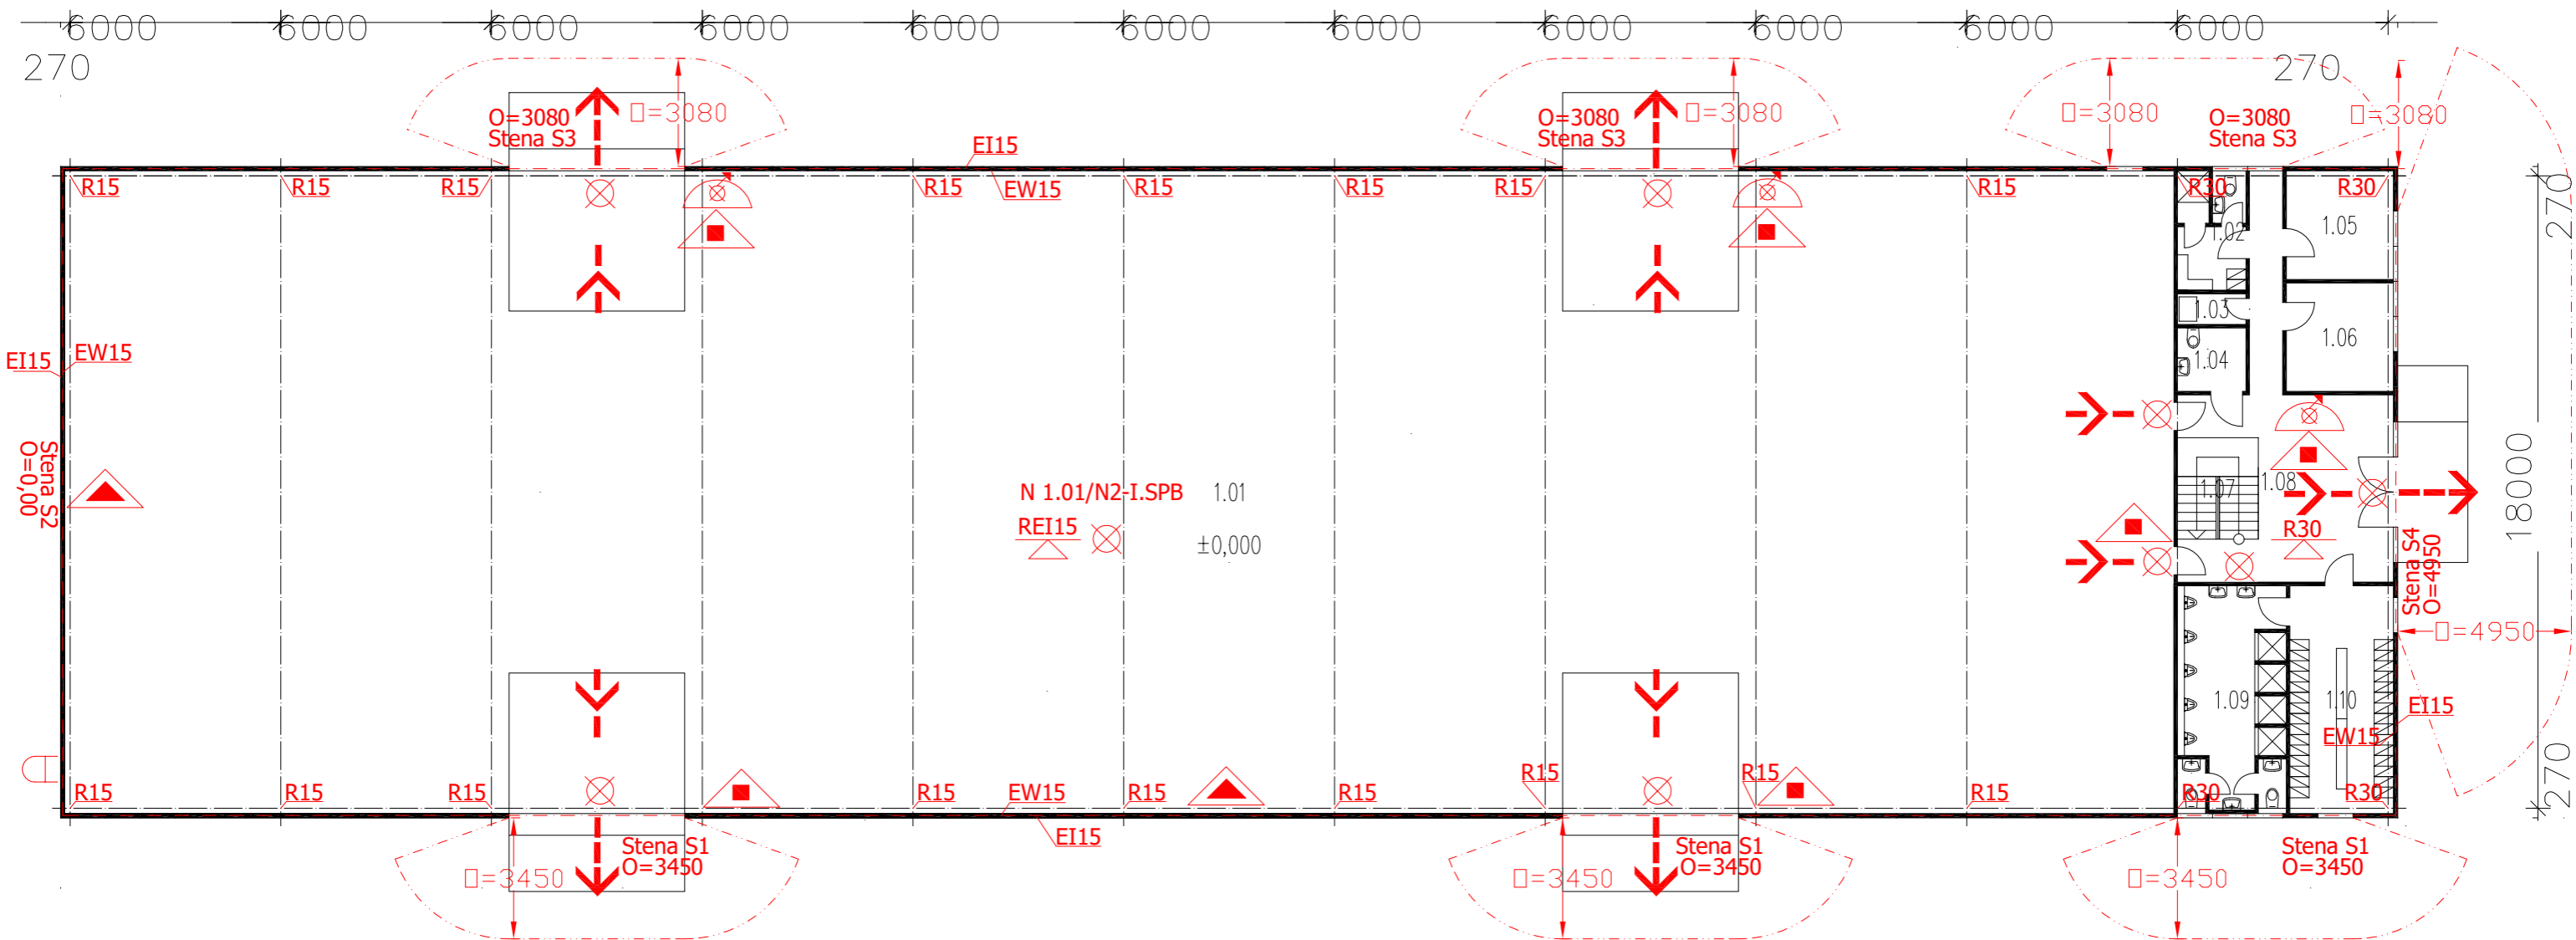 6000 6000 6000 6000 6000 6000 6000 6000 6000 6000 6000
270 270
O=3080
Stena S3
□=3080
O=3080
Stena S3
□=3080
□=3080
O=3080
Stena S3
□=3080
EI15
EW15
R15 R15 R15 R15 R15 R15 R15 R15 R30 R30
270
1.02
1.05
1.03
1.04
1.06
EI15
EW15
Stena S2
O=0,00
N 1.01/N2-I.SPB 1.01
REI15
±0,000
1.07
1.08
R30
18000
Stena S4
O=4950
□=4950
1.09
1.10
EI15
EW15
R15 R15 R15 R15 EW15 R15 R15 R15 R15 R15 R30 R30
EI15
270
Stena S1
O=3450
□=3450
Stena S1
O=3450
□=3450
Stena S1
O=3450
□=3450